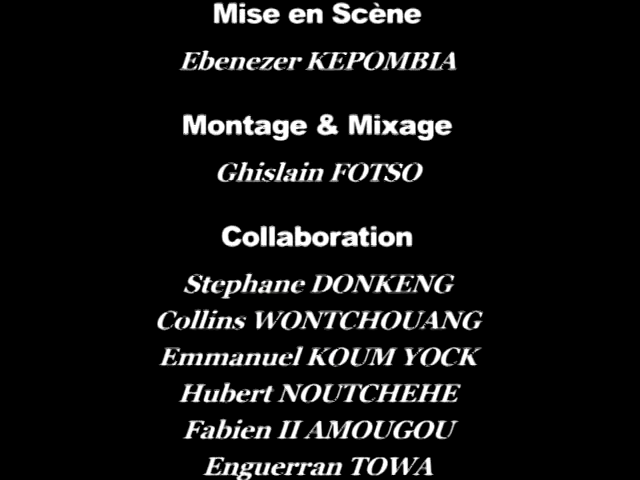 Mise en Scène
Ebenezer KEPOMBIA
Montage & Mixage
Ghislain FOTSO
Collaboration
Stephane DONKENG
Collins WONTCHOUANG
Emmanuel KOUM YOCK
Hubert NOUTCHEHE
Fabien II AMOUGOU
Enguerran TOWA